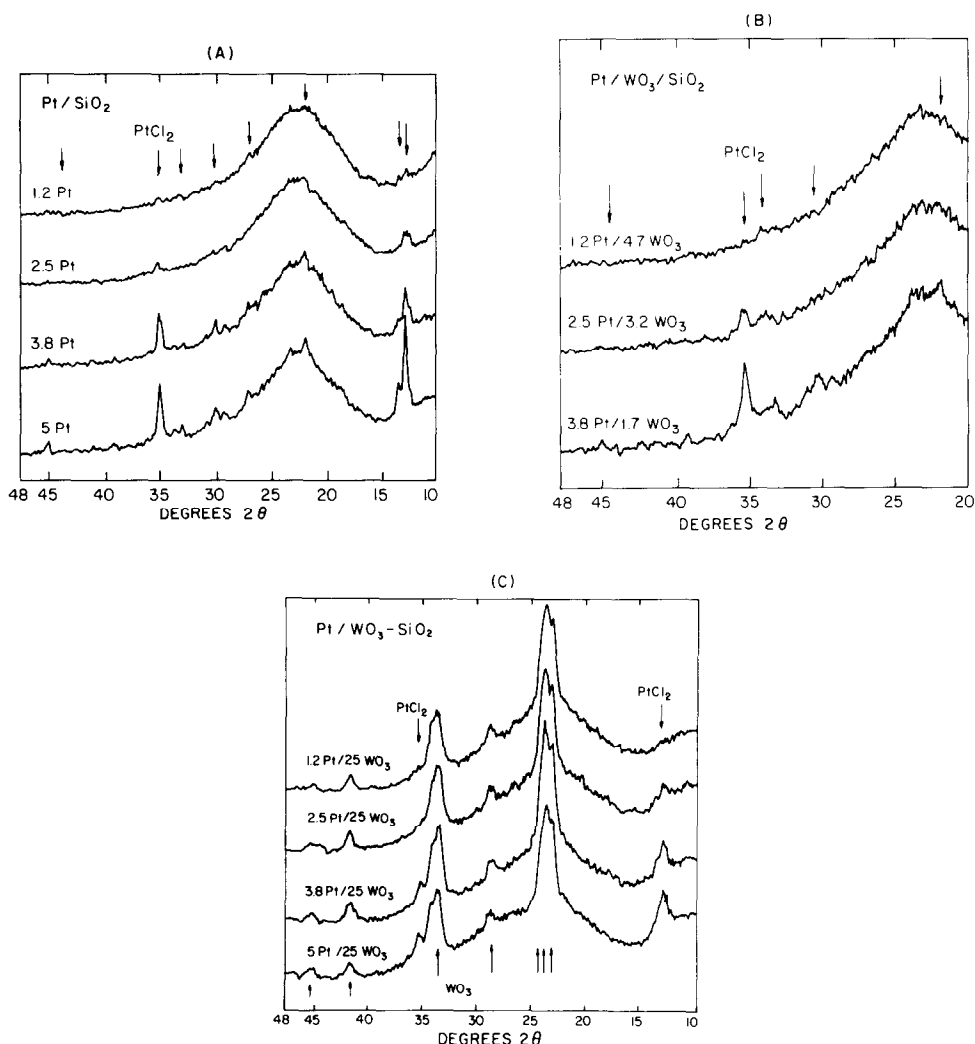 (A)
Pt/SiO₂
PtCl₂
1.2 Pt
2.5 Pt
3.8 Pt
5 Pt
48 45 40 35 30 25 20 15 10
DEGREES 2θ
(B)
Pt/WO₃/SiO₂
PtCl₂
1.2 Pt/4.7 WO₃
2.5 Pt/3.2 WO₃
3.8 Pt/1.7 WO₃
48 45 40 35 30 25 20
DEGREES 2θ
(C)
Pt/WO₃-SiO₂
PtCl₂
PtCl₂
1.2 Pt/25 WO₃
2.5 Pt/25 WO₃
3.8 Pt/25 WO₃
5 Pt/25 WO₃
WO₃
48 45 40 35 30 25 20 15 10
DEGREES 2θ